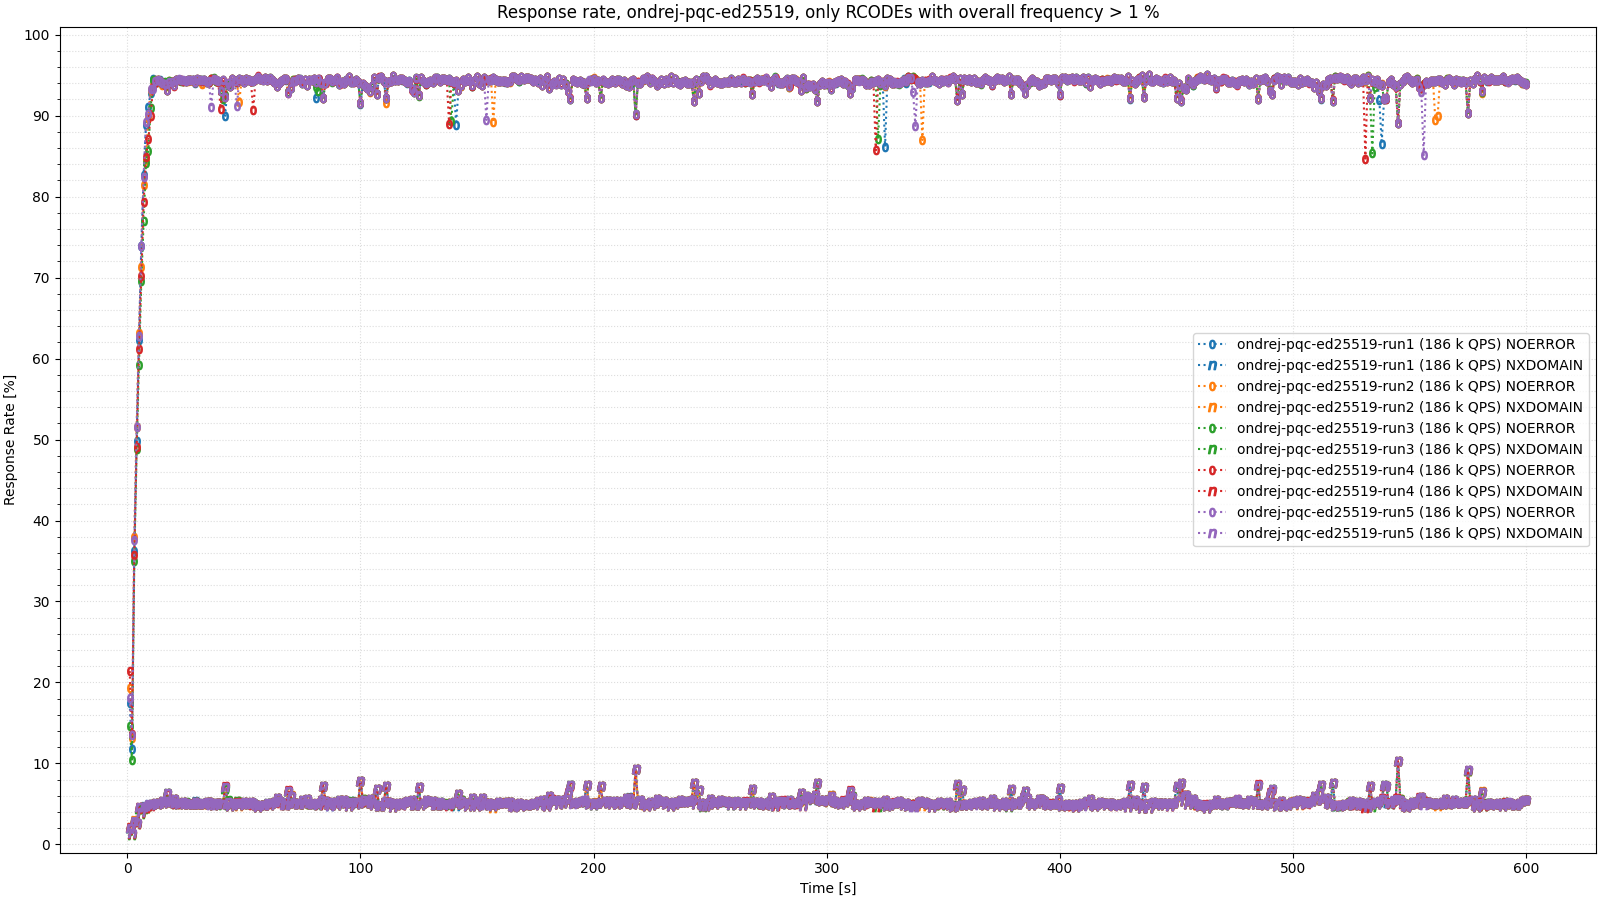 Response rate, ondrej-pqc-ed25519, only RCODEs with overall frequency > 1 %
Response Rate [%]
100
90
80
70
60
50
40
30
20
10
0
ondrej-pqc-ed25519-run1 (186 k QPS) NOERROR
ondrej-pqc-ed25519-run1 (186 k QPS) NXDOMAIN
ondrej-pqc-ed25519-run2 (186 k QPS) NOERROR
ondrej-pqc-ed25519-run2 (186 k QPS) NXDOMAIN
ondrej-pqc-ed25519-run3 (186 k QPS) NOERROR
ondrej-pqc-ed25519-run3 (186 k QPS) NXDOMAIN
ondrej-pqc-ed25519-run4 (186 k QPS) NOERROR
ondrej-pqc-ed25519-run4 (186 k QPS) NXDOMAIN
ondrej-pqc-ed25519-run5 (186 k QPS) NOERROR
ondrej-pqc-ed25519-run5 (186 k QPS) NXDOMAIN
0 100 200 300 400 500 600
Time [s]